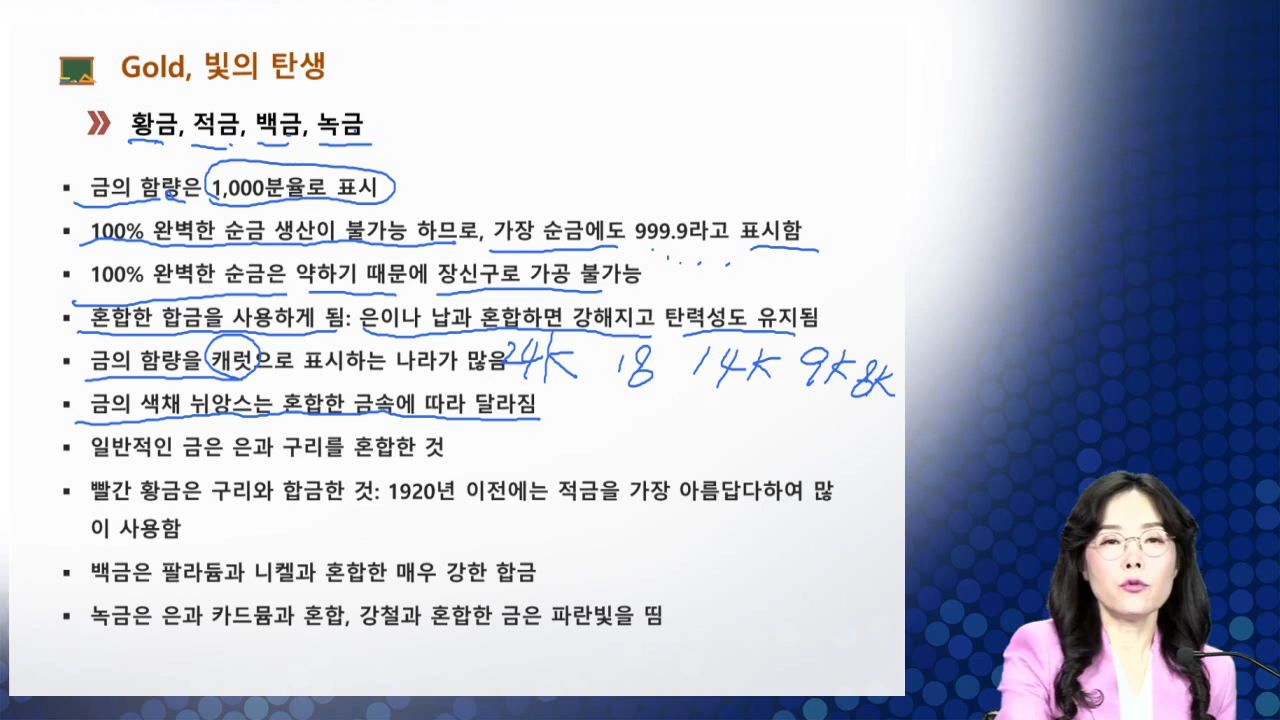 Gold, 빛의 탄생
황금, 적금, 백금, 녹금
금의 함량은 1,000분율로 표시
100% 완벽한 순금 생산이 불가능 하므로, 가장 순금에도 999.9라고 표시함
100% 완벽한 순금은 약하기 때문에 장신구로 가공 불가능
혼합한 합금을 사용하게 됨: 은이나 납과 혼합하면 강해지고 탄력성도 유지됨
금의 함량을 캐럿으로 표시하는 나라가 많음 24K 18 14K 9K 8K
금의 색채 뉘앙스는 혼합한 금속에 따라 달라짐
일반적인 금은 은과 구리를 혼합한 것
빨간 황금은 구리와 합금한 것: 1920년 이전에는 적금을 가장 아름답다하여 많
이 사용함
백금은 팔라듐과 니켈과 혼합한 매우 강한 합금
녹금은 은과 카드뮴과 혼합, 강철과 혼합한 금은 파란빛을 띰